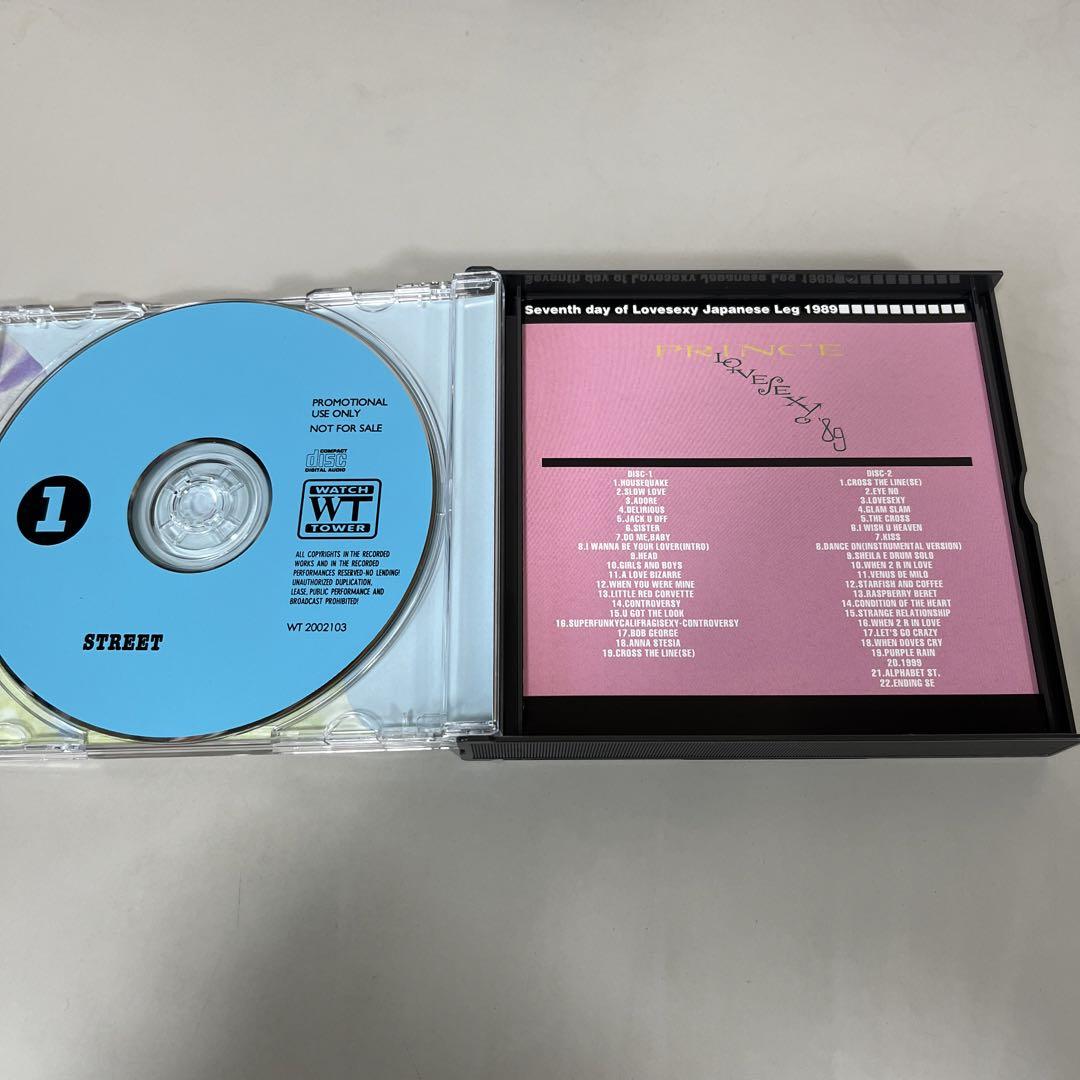 PROMOTIONAL
USE ONLY
NOT FOR SALE
COMPACT
disc
DIGITAL AUDIO
WATCH
WT
TOWER
ALL COPYRIGHTS IN THE RECORDED
WORKS AND IN THE RECORDED
PERFORMANCES RESERVED-NO LENDING!
UNAUTHORIZED DUPLICATION,
LEASE, PUBLIC PERFORMANCE AND
BROADCAST PROHIBITED!
WT 2002103
1
STREET
Seventh day of Lovesexy Japanese Leg 1989
Seventh day of Lovesexy Japanese Leg 1989
PRINCE
LOVESEXY
'89
DISC-1
1.HOUSEQUAKE
2.SLOW LOVE
3.ADORE
4.DELIRIOUS
5.JACK U OFF
6.SISTER
7.DO ME,BABY
8.I WANNA BE YOUR LOVER(INTRO)
9.HEAD
10.GIRLS AND BOYS
11.A LOVE BIZARRE
12.WHEN YOU WERE MINE
13.LITTLE RED CORVETTE
14.CONTROVERSY
15.U GOT THE LOOK
16.SUPERFUNKYCALIFRAGISEXY-CONTROVERSY
17.BOB GEORGE
18.ANNA STESIA
19.CROSS THE LINE(SE)
DISC-2
1.CROSS THE LINE(SE)
2.EYE NO
3.LOVESEXY
4.GLAM SLAM
5.THE CROSS
6.I WISH U HEAVEN
7.KISS
8.DANCE ON(INSTRUMENTAL VERSION)
9.SHEILA E DRUM SOLO
10.WHEN 2 R IN LOVE
11.VENUS DE MILO
12.STARFISH AND COFFEE
13.RASPBERRY BERET
14.CONDITION OF THE HEART
15.STRANGE RELATIONSHIP
16.WHEN 2 R IN LOVE
17.LET'S GO CRAZY
18.WHEN DOVES CRY
19.PURPLE RAIN
20.1999
21.ALPHABET ST.
22.ENDING SE